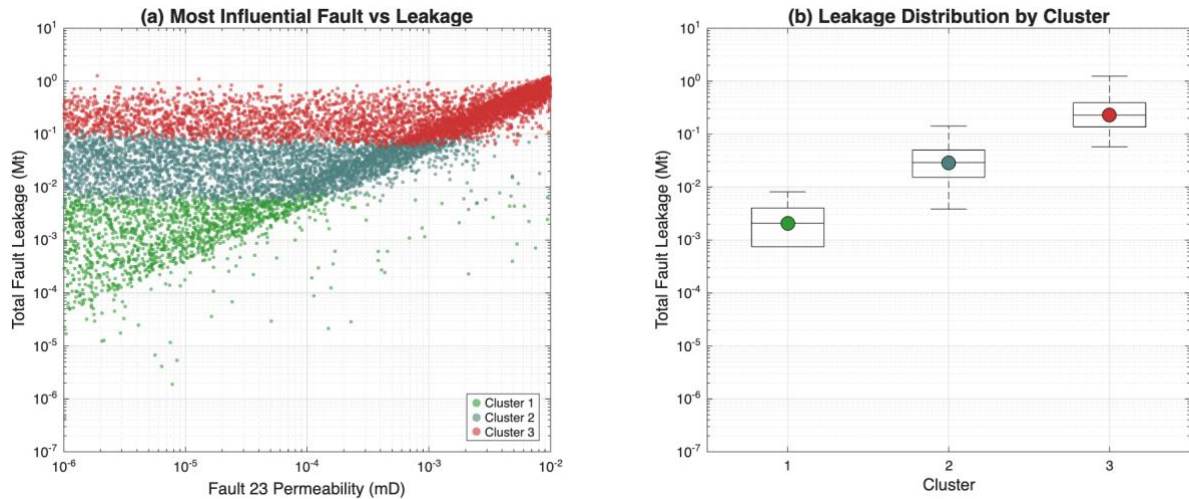 (a) Most Influential Fault vs Leakage
Total Fault Leakage (Mt)
10^1
10^0
10^-1
10^-2
10^-3
10^-4
10^-5
10^-6
10^-7
Cluster 1
Cluster 2
Cluster 3
10^-6
10^-5
10^-4
10^-3
10^-2
Fault 23 Permeability (mD)
(b) Leakage Distribution by Cluster
Total Fault Leakage (Mt)
10^1
10^0
10^-1
10^-2
10^-3
10^-4
10^-5
10^-6
10^-7
1
2
3
Cluster